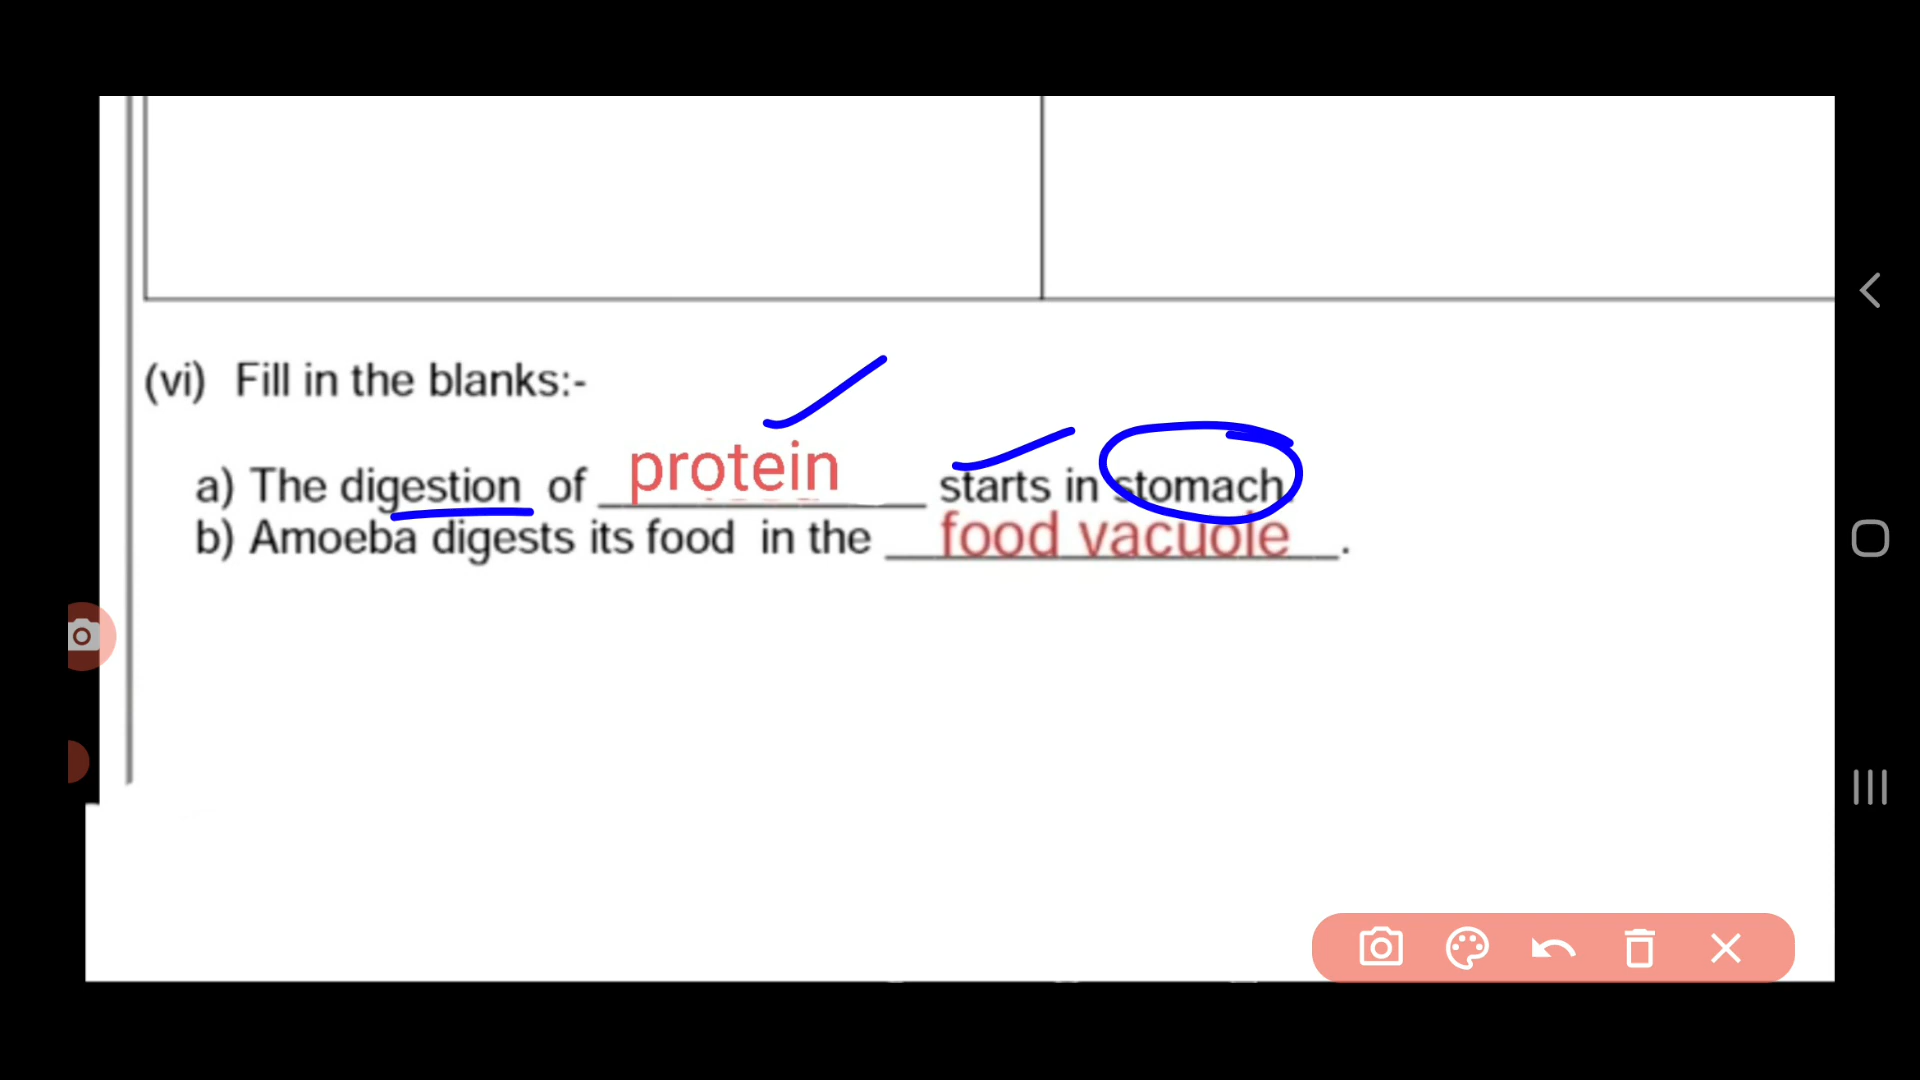 (vi) Fill in the blanks:-
a) The digestion of protein starts in stomach.
b) Amoeba digests its food in the food vacuole.